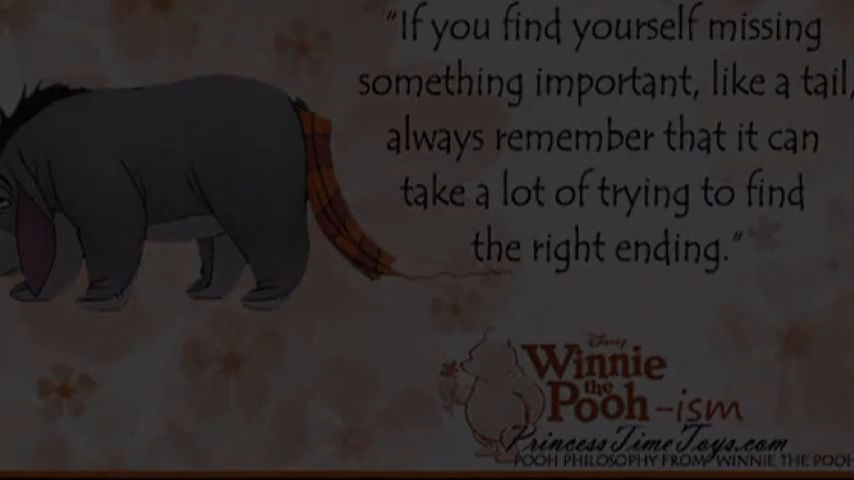 "If you find yourself missing
something important, like a tail,
always remember that it can
take a lot of trying to find
the right ending."
Disney
Winnie
the
Pooh-ism
PrincessTimeToys.com
POOH PHILOSOPHY FROM WINNIE THE POOH